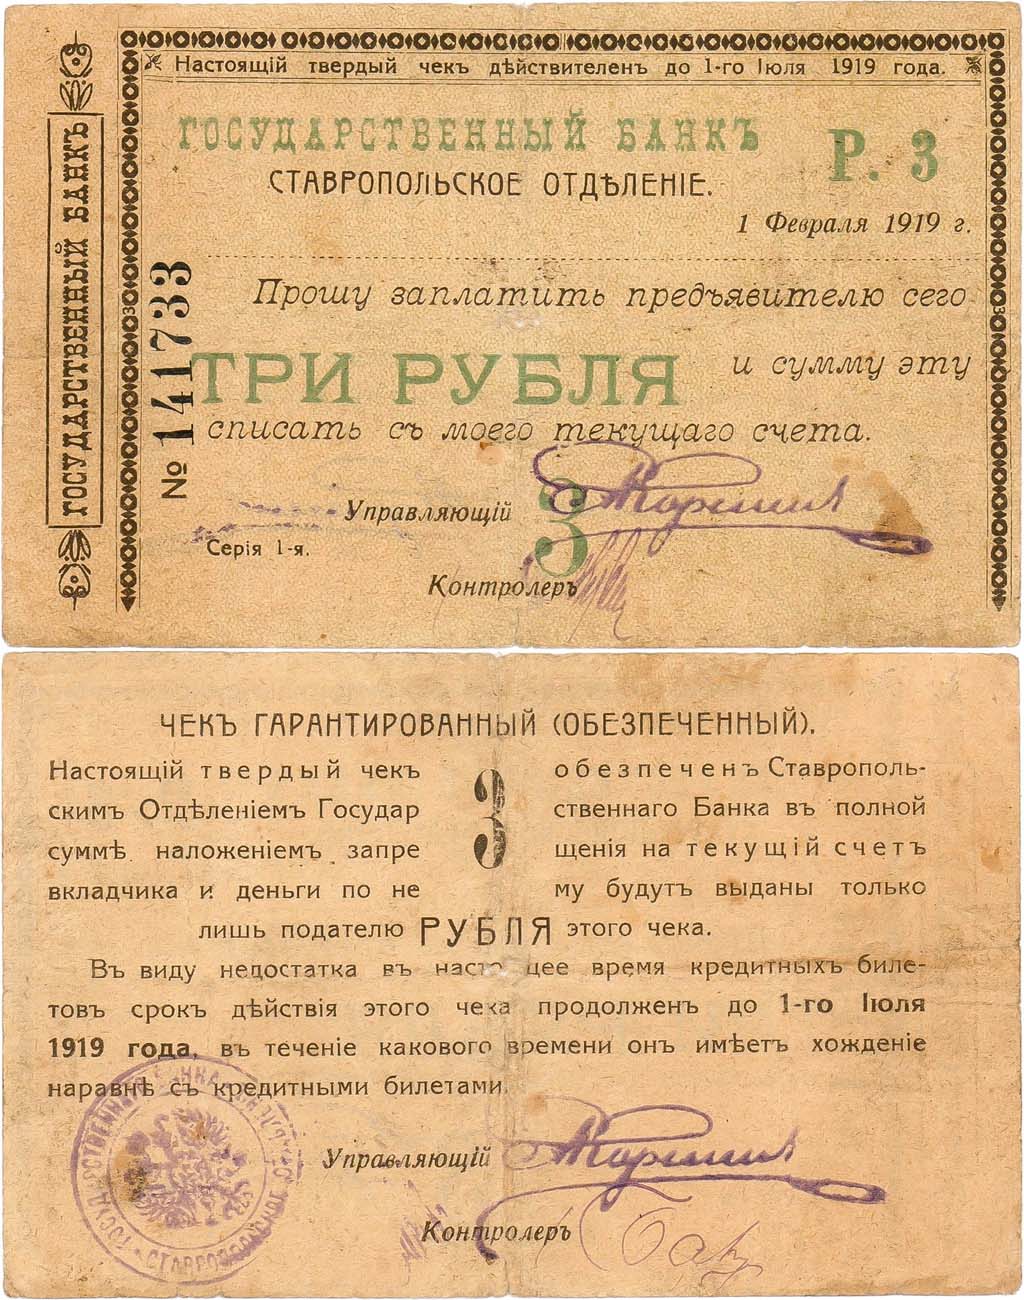 Настоящій твердый чекъ дѣйствителенъ до 1-го Іюля 1919 года.
ГОСУДАРСТВЕННЫЙ БАНКЪ
ГОСУДАРСТВЕННЫЙ БАНКЪ
Р. 3
СТАВРОПОЛЬСКОЕ ОТДѢЛЕНІЕ.
1 Февраля 1919 г.
№ 141733
Прошу заплатить предъявителю сего
ТРИ РУБЛЯ и сумму эту
списать съ моего текущаго счета.
Управляющій
3
Серія 1-я.
Контролеръ
ЧЕКЪ ГАРАНТИРОВАННЫЙ (ОБЕЗПЕЧЕННЫЙ).
Настоящій твердый чекъ обезпеченъ Ставрополь-
скимъ Отдѣленіемъ Государ ственнаго Банка въ полной
3
суммѣ наложеніемъ запре щенія на текущій счетъ
вкладчика и деньги по не му будутъ выданы только
лишь подателю РУБЛЯ этого чека.
Въ виду недостатка въ настоящее время кредитныхъ биле-
товъ срокъ дѣйствія этого чека продолженъ до 1-го Іюля
1919 года, въ теченіе какового времени онъ имѣетъ хожденіе
наравнѣ съ кредитными билетами.
Управляющій
Контролеръ